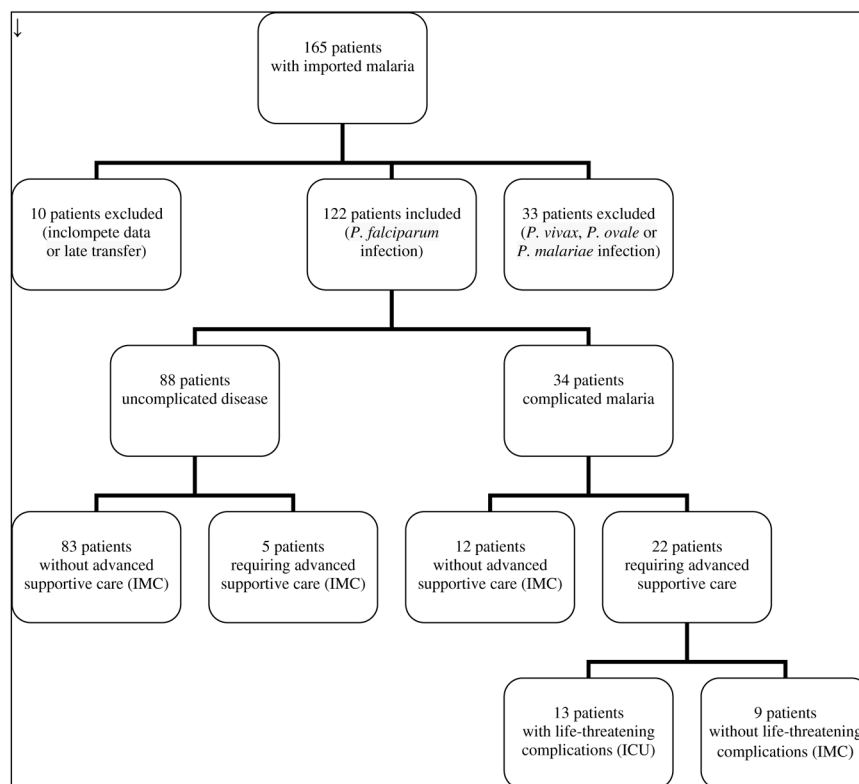 ↓
165 patients
with imported malaria
10 patients excluded
(inclompete data
or late transfer)
122 patients included
(P. falciparum
infection)
33 patients excluded
(P. vivax, P. ovale or
P. malariae infection)
88 patients
uncomplicated disease
34 patients
complicated malaria
83 patients
without advanced
supportive care (IMC)
5 patients
requiring advanced
supportive care (IMC)
12 patients
without advanced
supportive care (IMC)
22 patients
requiring advanced
supportive care
13 patients
with life-threatening
complications (ICU)
9 patients
without life-threatening
complications (IMC)